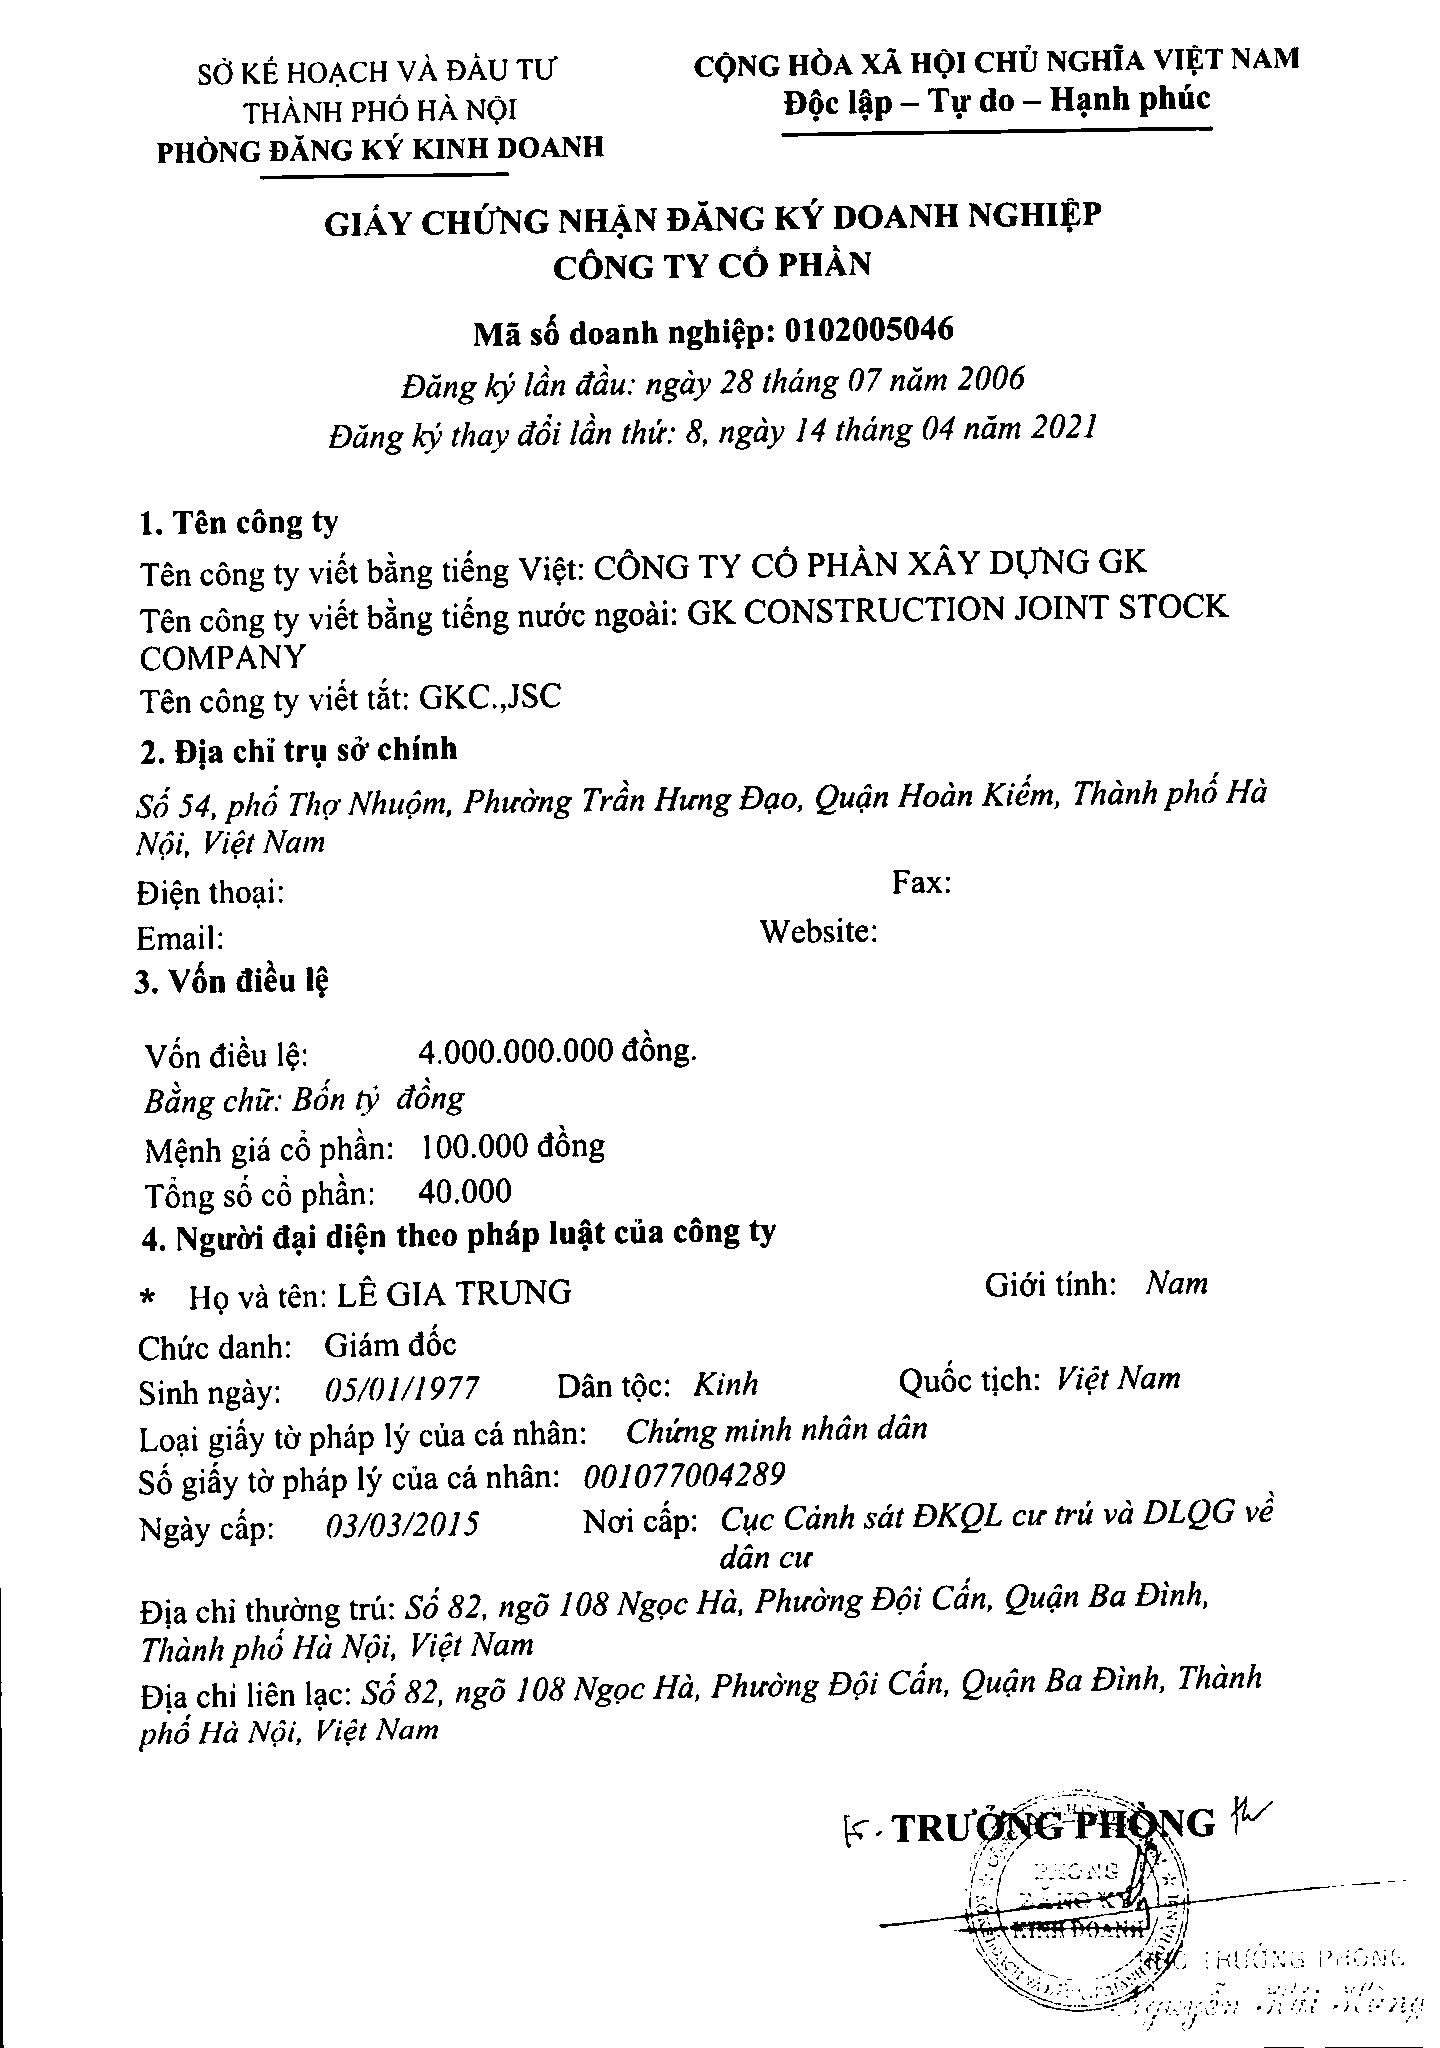 SỞ KẾ HOẠCH VÀ ĐẦU TƯ
THÀNH PHỐ HÀ NỘI
PHÒNG ĐĂNG KÝ KINH DOANH
CỘNG HÒA XÃ HỘI CHỦ NGHĨA VIỆT NAM
Độc lập – Tự do – Hạnh phúc
GIẤY CHỨNG NHẬN ĐĂNG KÝ DOANH NGHIỆP
CÔNG TY CỔ PHẦN
Mã số doanh nghiệp: 0102005046
Đăng ký lần đầu: ngày 28 tháng 07 năm 2006
Đăng ký thay đổi lần thứ: 8, ngày 14 tháng 04 năm 2021
1. Tên công ty
Tên công ty viết bằng tiếng Việt: CÔNG TY CỔ PHẦN XÂY DỰNG GK
Tên công ty viết bằng tiếng nước ngoài: GK CONSTRUCTION JOINT STOCK
COMPANY
Tên công ty viết tắt: GKC.,JSC
2. Địa chỉ trụ sở chính
Số 54, phố Thợ Nhuộm, Phường Trần Hưng Đạo, Quận Hoàn Kiếm, Thành phố Hà
Nội, Việt Nam
Điện thoại: Fax:
Email: Website:
3. Vốn điều lệ
Vốn điều lệ: 4.000.000.000 đồng.
Bằng chữ: Bốn tỷ đồng
Mệnh giá cổ phần: 100.000 đồng
Tổng số cổ phần: 40.000
4. Người đại diện theo pháp luật của công ty
* Họ và tên: LÊ GIA TRUNG Giới tính: Nam
Chức danh: Giám đốc
Sinh ngày: 05/01/1977 Dân tộc: Kinh Quốc tịch: Việt Nam
Loại giấy tờ pháp lý của cá nhân: Chứng minh nhân dân
Số giấy tờ pháp lý của cá nhân: 001077004289
Ngày cấp: 03/03/2015 Nơi cấp: Cục Cảnh sát ĐKQL cư trú và DLQG về
dân cư
Địa chỉ thường trú: Số 82, ngõ 108 Ngọc Hà, Phường Đội Cấn, Quận Ba Đình,
Thành phố Hà Nội, Việt Nam
Địa chỉ liên lạc: Số 82, ngõ 108 Ngọc Hà, Phường Đội Cấn, Quận Ba Đình, Thành
phố Hà Nội, Việt Nam
TRƯỞNG PHÒNG
PHÒNG
ĐĂNG KÝ
KINH DOANH
PHÓ TRƯỞNG PHÒNG
Nguyễn Hải Hùng